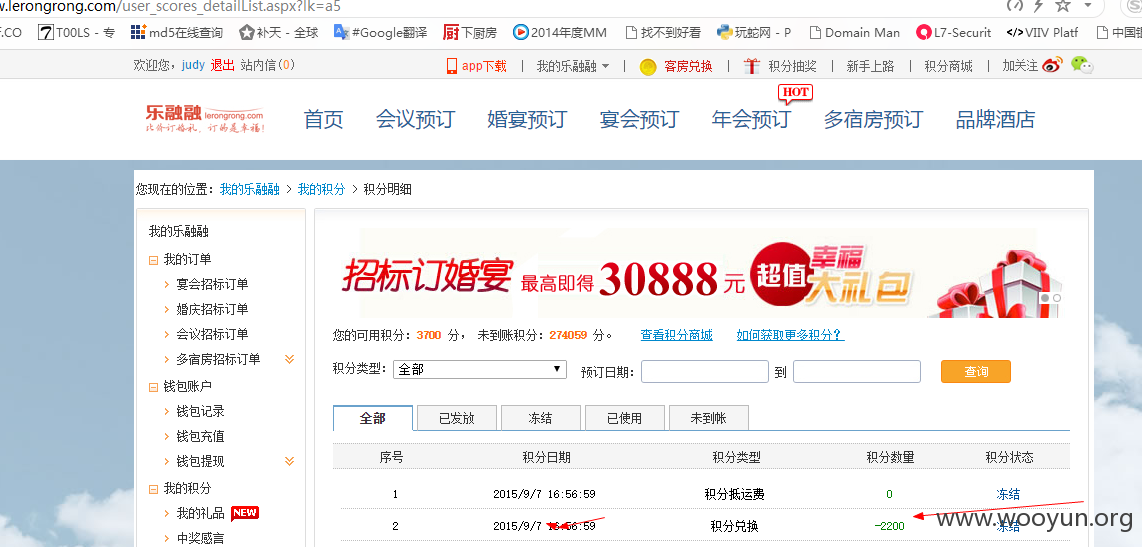 w.lerongrong.com/user_scores_detailList.aspx?lk=a5
F.CO T00LS - 专 md5在线查询 补天 - 全球 #Google翻译 下厨房 2014年度MM 找不到好看 玩蛇网 - P Domain Man L7-Securit </>VIIV Platf 中国银
欢迎您，judy 退出 站内信(0) app下载 | 我的乐融融 | 客房兑换 | 积分抽奖 | 新手上路 | 积分商城 | 加关注
HOT
乐融融 lerongrong.com
首页 会议预订 婚宴预订 宴会预订 年会预订 多宿房预订 品牌酒店
您现在的位置：我的乐融融 > 我的积分 > 积分明细
我的乐融融
我的订单
宴会招标订单
婚庆招标订单
会议招标订单
多宿房招标订单
钱包账户
钱包记录
钱包充值
钱包提现
我的积分
我的礼品 NEW
中奖感言
招标订婚宴 最高即得 30888 元 超值 幸福 大礼包
您的可用积分：3700 分， 未到账积分：274059 分。 查看积分商城 如何获取更多积分？
积分类型： 全部 预订日期： 到 查询
全部 已发放 冻结 已使用 未到帐
序号 积分日期 积分类型 积分数量 积分状态
1 2015/9/7 16:56:59 积分抵运费 0 冻结
2 2015/9/7 16:56:59 积分兑换 -2200 冻结
www.wooyun.org